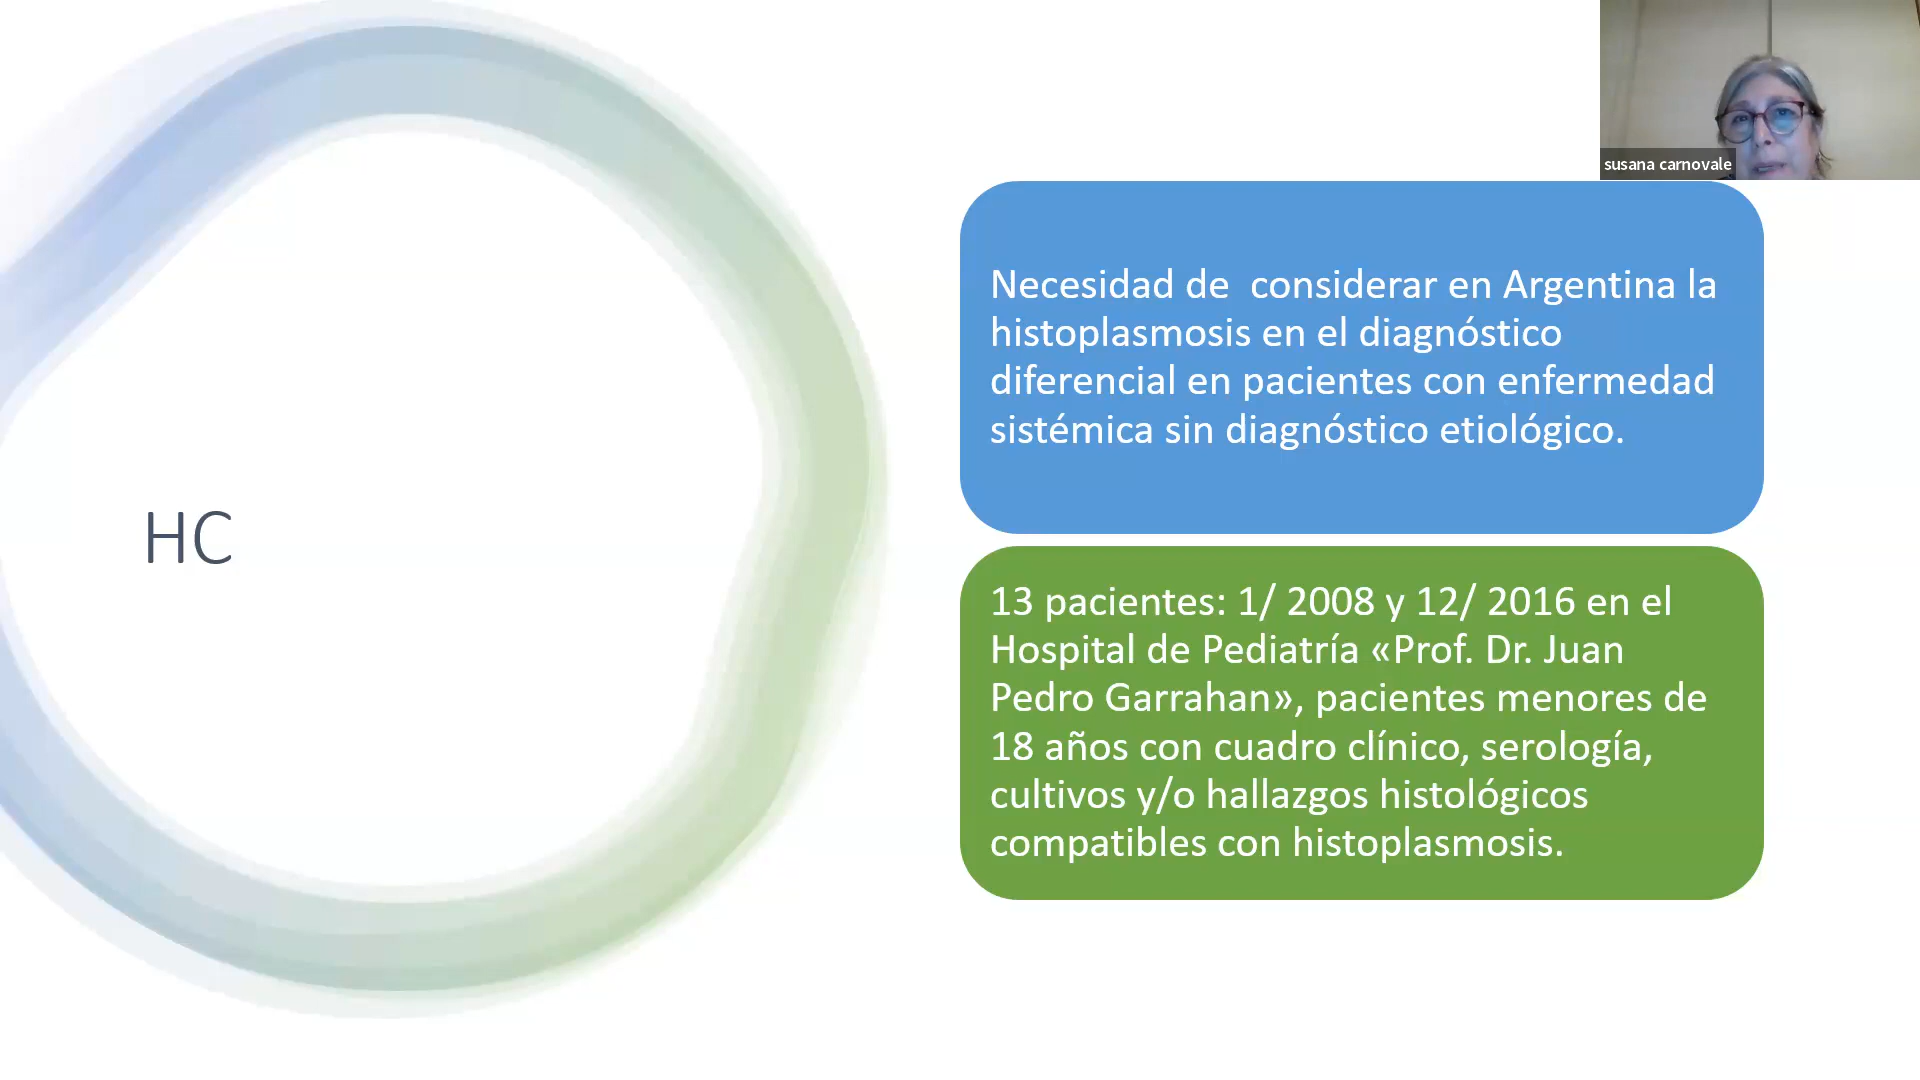 susana carnovale
Necesidad de  considerar en Argentina la
histoplasmosis en el diagnóstico
diferencial en pacientes con enfermedad
sistémica sin diagnóstico etiológico.
HC
13 pacientes: 1/ 2008 y 12/ 2016 en el
Hospital de Pediatría «Prof. Dr. Juan
Pedro Garrahan», pacientes menores de
18 años con cuadro clínico, serología,
cultivos y/o hallazgos histológicos
compatibles con histoplasmosis.